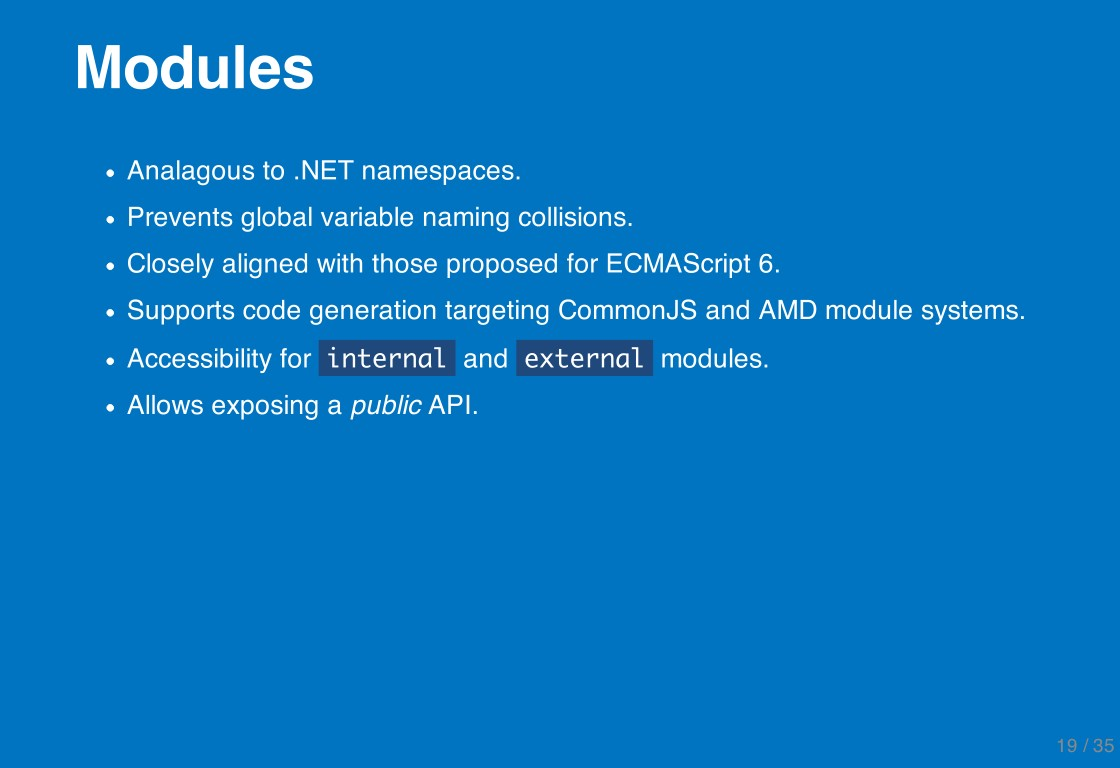 Modules
• Analagous to .NET namespaces.
• Prevents global variable naming collisions.
• Closely aligned with those proposed for ECMAScript 6.
• Supports code generation targeting CommonJS and AMD module systems.
• Accessibility for internal and external modules.
• Allows exposing a public API.
19 / 35